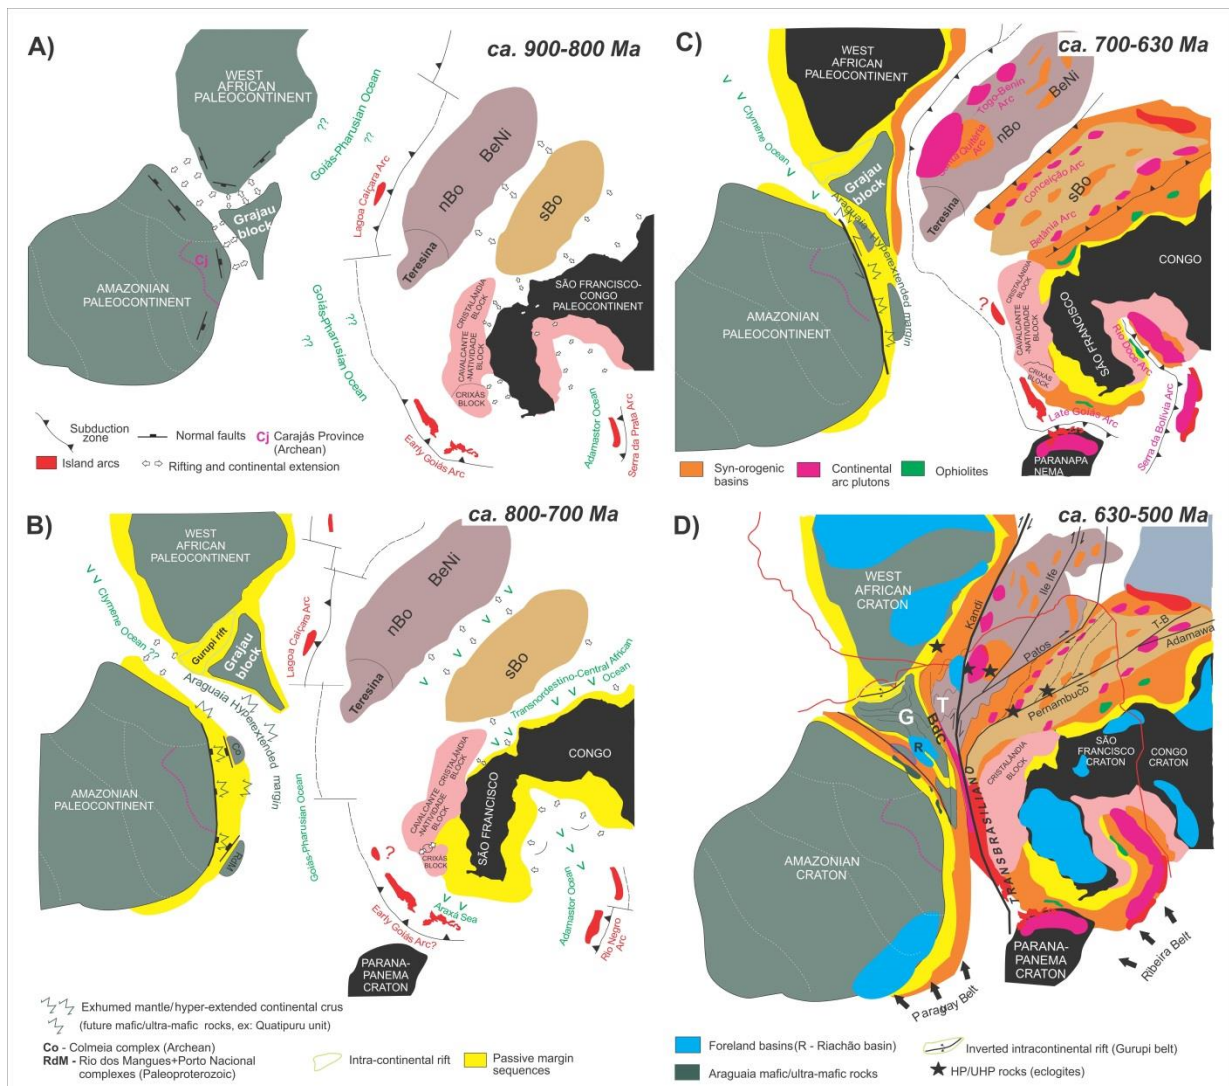 A)
ca. 900-800 Ma
WEST
AFRICAN
PALEOCONTINENT
??
Goiás-Pharusian Ocean
??
BeNi
nBo
sBo
Lagoa Caiçara Arc
Grajau
block
Cj
Teresina
AMAZONIAN
PALEOCONTINENT
??
Goiás-Pharusian Ocean
??
CRISTALÂNDIA
BLOCK
CAVALCANTE
-NATIVIDADE
BLOCK
CRIXÁS
BLOCK
SÃO FRANCISCO-
CONGO
PALEOCONTINENT
Early Goiás Arc
Adamastor Ocean
Serra da Prata Arc
Subduction
zone
Normal faults
Cj Carajás Province
(Archean)
Island arcs
Rifting and continental extension
B)
ca. 800-700 Ma
WEST
AFRICAN
PALEOCONTINENT
Clymene Ocean ??
Gurupi rift
Grajau
block
Lagoa Caiçara Arc
BeNi
nBo
sBo
Teresina
Araguaia Hyperextended margin
Co
RdM
AMAZONIAN
PALEOCONTINENT
Goiás-Pharusian Ocean
Transnordestino-Central African
Ocean
CONGO
CRISTALÂNDIA
BLOCK
CAVALCANTE
-NATIVIDADE
BLOCK
CRIXÁS
BLOCK
SÃO FRANCISCO
?
Araxá Sea
Early Goiás Arc?
Adamastor Ocean
Rio Negro
Arc
PARANA-
PANEMA
CRATON
Exhumed mantle/hyper-extended continental crus
(future mafic/ultra-mafic rocks, ex: Quatipuru unit)
Co - Colmeia complex (Archean)
RdM - Rio dos Mangues+Porto Nacional
complexes (Paleoproterozoic)
Intra-continental rift
Passive margin
sequences
C)
ca. 700-630 Ma
WEST
AFRICAN
PALEOCONTINENT
Clymene Ocean
Grajau
block
Togo-Benin
Arc
BeNi
nBo
Santa Quitéria
Arc
Teresina
Conceição Arc
sBo
Betânia Arc
Araguaia Hyperextended
margin
AMAZONIAN
PALEOCONTINENT
CONGO
?
CRISTALÂNDIA
BLOCK
CAVALCANTE
-NATIVIDADE
BLOCK
CRIXÁS
BLOCK
SÃO FRANCISCO
Rio Doce Arc
Late Goiás Arc
Serra da Bolívia Arc
PARANAPA
NEMA
Syn-orogenic
basins
Continental
arc plutons
Ophiolites
D)
ca. 630-500 Ma
WEST
AFRICAN
CRATON
Kandi
Ile Ife
Patos
T-B
Adamawa
Pernambuco
G
T
BdC
R
TRANSBRASILIANO
CRISTALÂNDIA
BLOCK
SÃO
FRANCISCO
CRATON
CONGO
CRATON
AMAZONIAN
CRATON
PARANA-
PANEMA
CRATON
Paraguay Belt
Ribeira Belt
Foreland basins(R - Riachão basin)
Araguaia mafic/ultra-mafic rocks
Inverted intracontinental rift (Gurupi belt)
HP/UHP rocks (eclogites)